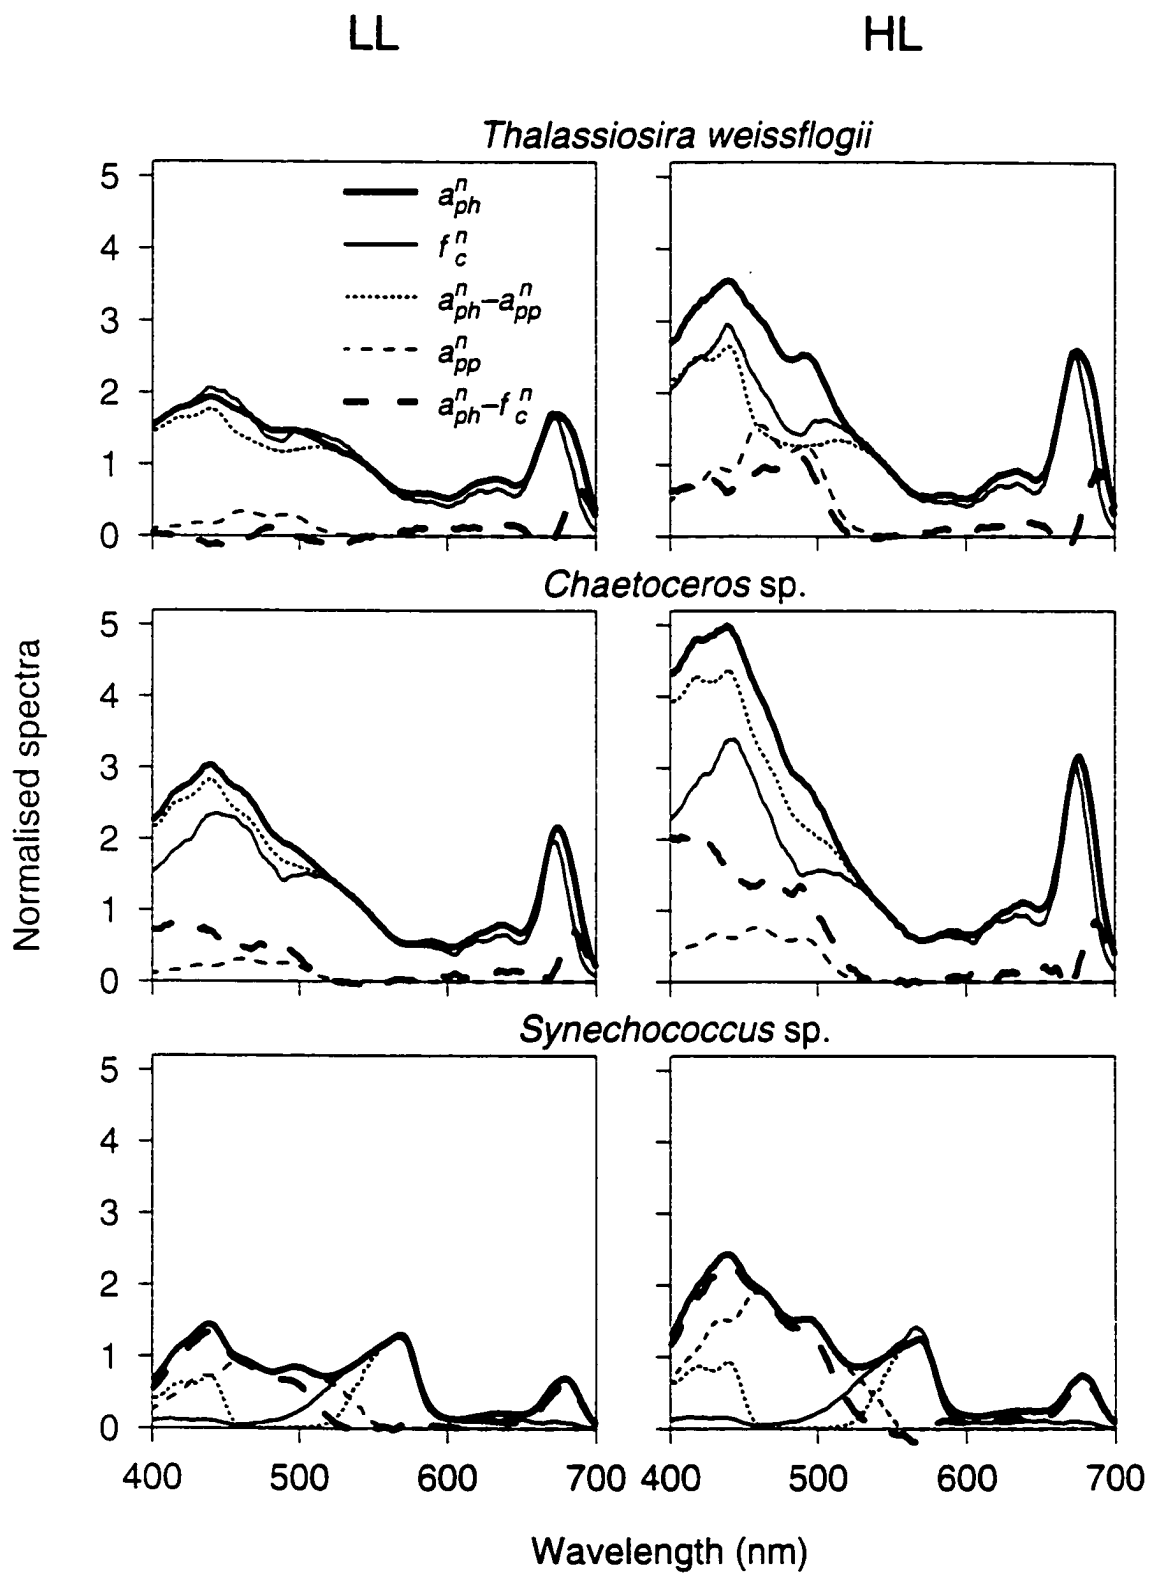 LL HL
Thalassiosira weissflogii
5
4
3
2
1
0
a^n_ph
f^n_c
a^n_ph–a^n_pp
a^n_pp
a^n_ph–f^n_c
Chaetoceros sp.
5
4
3
2
1
0
Normalised spectra
Synechococcus sp.
5
4
3
2
1
0
400 500 600 700 400 500 600 700
Wavelength (nm)